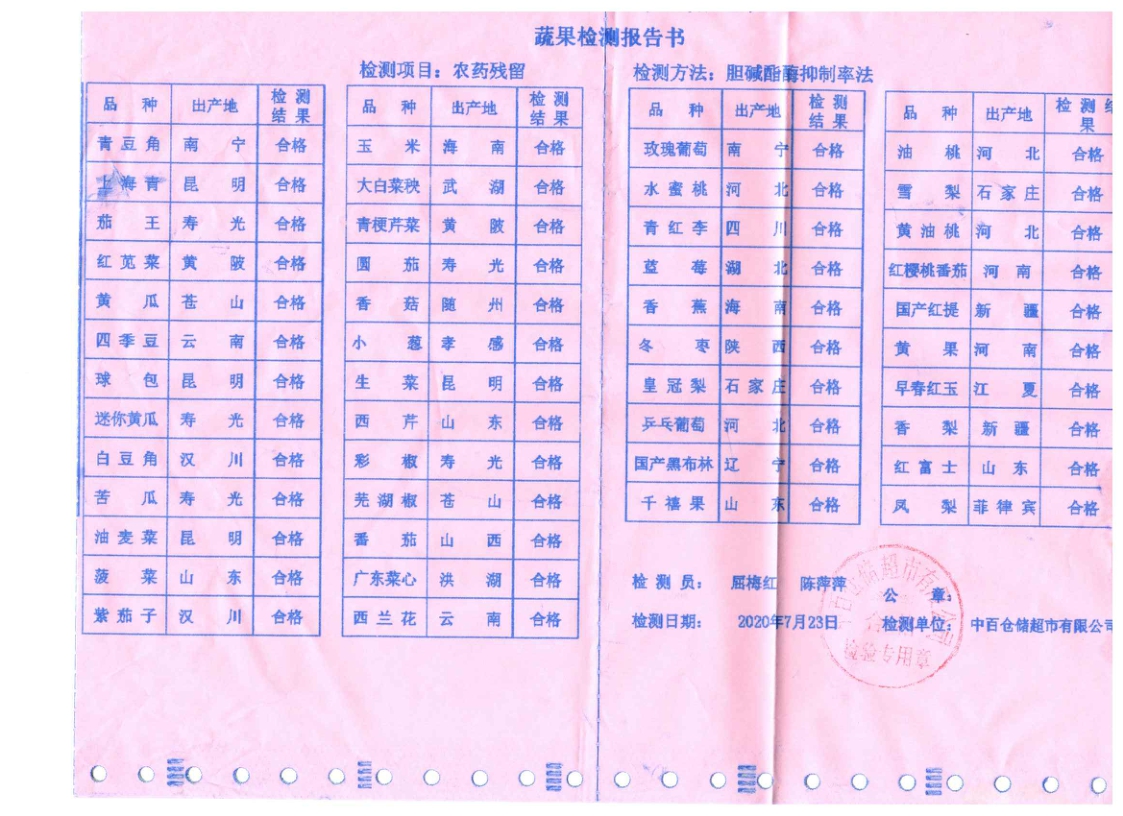 蔬果检测报告书
检测项目：农药残留
检测方法：胆碱酯酶抑制率法
品种 出产地 检测结果
青豆角 南宁 合格
上海青 昆明 合格
茄王 寿光 合格
红苋菜 黄陂 合格
黄瓜 苍山 合格
四季豆 云南 合格
球包 昆明 合格
迷你黄瓜 寿光 合格
白豆角 汉川 合格
苦瓜 寿光 合格
油麦菜 昆明 合格
菠菜 山东 合格
紫茄子 汉川 合格
品种 出产地 检测结果
玉米 海南 合格
大白菜秧 武湖 合格
青梗芹菜 黄陂 合格
圆茄 寿光 合格
香菇 随州 合格
小葱 孝感 合格
生菜 昆明 合格
西芹 山东 合格
彩椒 寿光 合格
芜湖椒 苍山 合格
番茄 山西 合格
广东菜心 洪湖 合格
西兰花 云南 合格
品种 出产地 检测结果
玫瑰葡萄 南宁 合格
水蜜桃 河北 合格
青红李 四川 合格
蓝莓 湖北 合格
香蕉 海南 合格
冬枣 陕西 合格
皇冠梨 石家庄 合格
乒乓葡萄 河北 合格
国产黑布林 辽宁 合格
千禧果 山东 合格
品种 出产地 检测结果
油桃 河北 合格
雪梨 石家庄 合格
黄油桃 河北 合格
红樱桃番茄 河南 合格
国产红提 新疆 合格
黄果 河南 合格
早春红玉 江夏 合格
香梨 新疆 合格
红富士 山东 合格
凤梨 菲律宾 合格
检测员： 屈梅红 陈萍萍 公章：
检测日期： 2020年7月23日 检测单位： 中百仓储超市有限公司
检验专用章